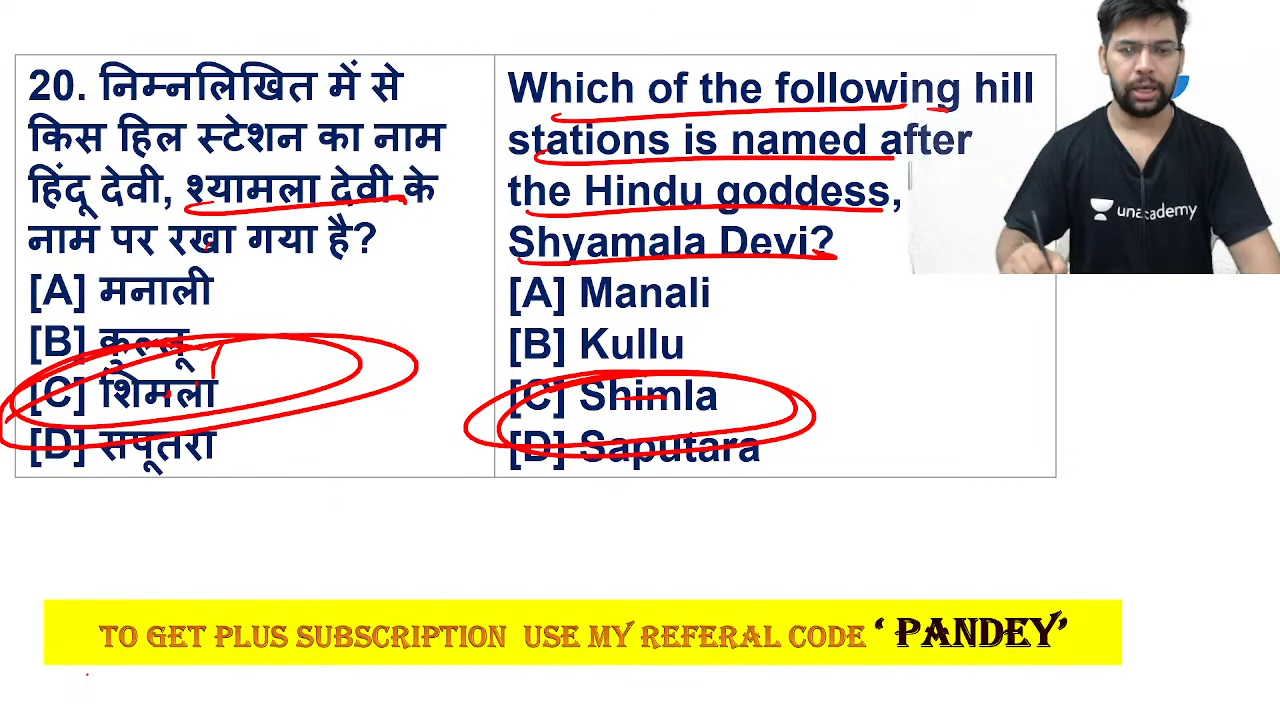 20. निम्नलिखित में से
किस हिल स्टेशन का नाम
हिंदू देवी, श्यामला देवी के
नाम पर रखा गया है?
[A] मनाली
[B] कुल्लू
[C] शिमला
[D] सपूतरा
Which of the following hill
stations is named after
the Hindu goddess,
Shyamala Devi?
[A] Manali
[B] Kullu
[C] Shimla
[D] Saputara
unacademy
TO GET PLUS SUBSCRIPTION USE MY REFERAL CODE ‘ PANDEY’